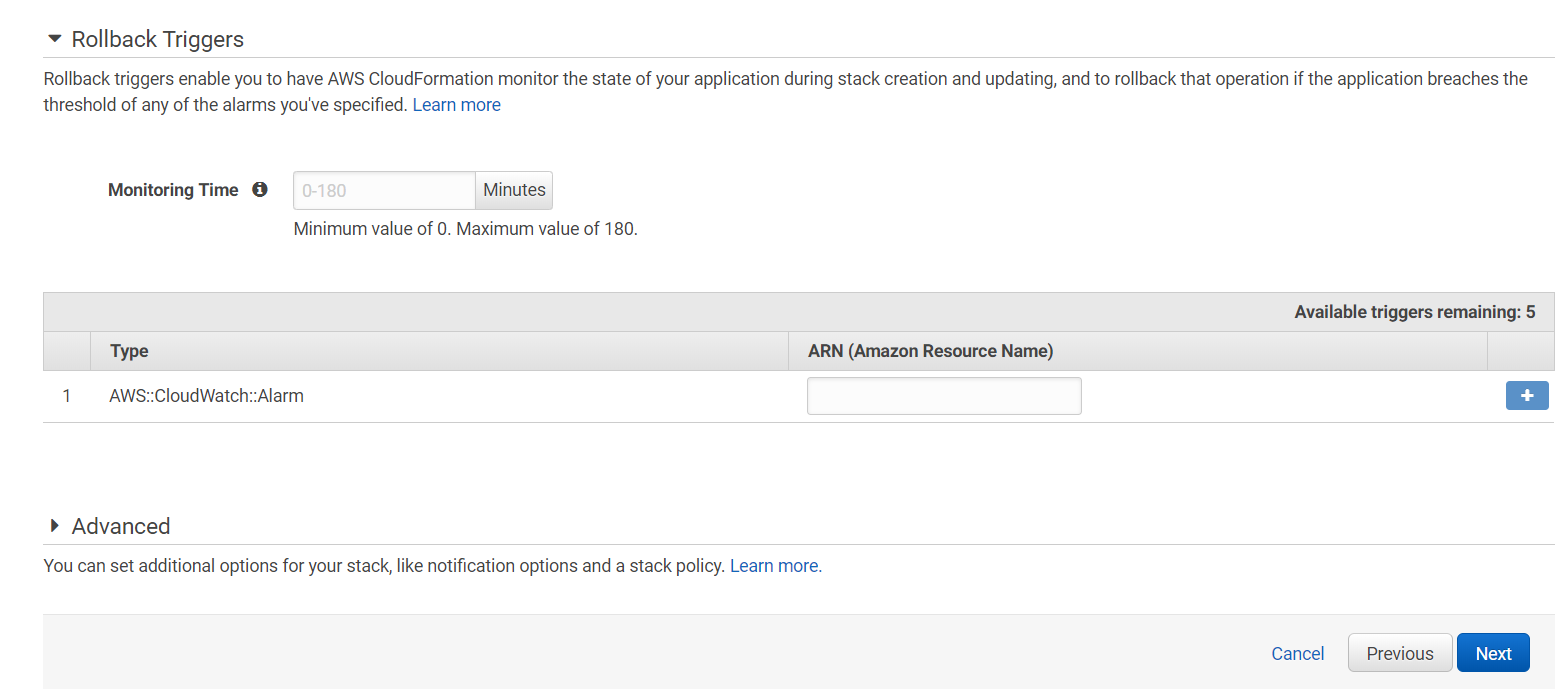 Rollback Triggers
Rollback triggers enable you to have AWS CloudFormation monitor the state of your application during stack creation and updating, and to rollback that operation if the application breaches the
threshold of any of the alarms you've specified. Learn more
Monitoring Time 0-180 Minutes
Minimum value of 0. Maximum value of 180.
Available triggers remaining: 5
Type ARN (Amazon Resource Name)
1 AWS::CloudWatch::Alarm
Advanced
You can set additional options for your stack, like notification options and a stack policy. Learn more.
Cancel Previous Next